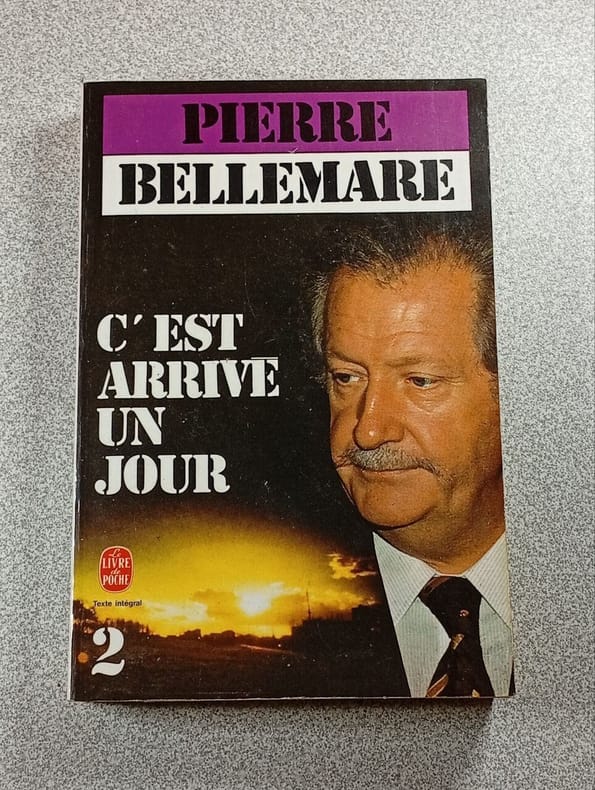 PIERRE
BELLEMARE
C'EST
ARRIVÉ
UN
JOUR
Le
LIVRE
de
POCHE
Texte intégral
2